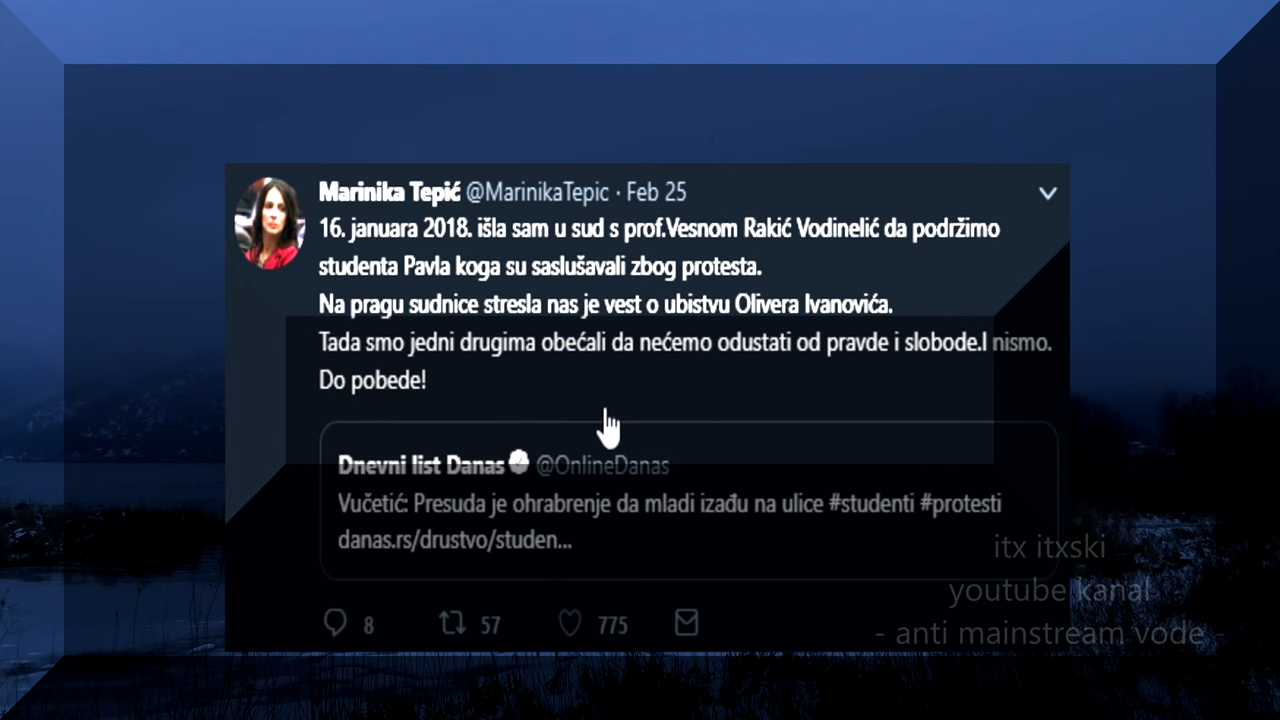 Marinika Tepić @MarinikaTepic · Feb 25
16. januara 2018. išla sam u sud s prof.Vesnom Rakić Vodinelić da podržimo
studenta Pavla koga su saslušavali zbog protesta.
Na pragu sudnice stresla nas je vest o ubistvu Olivera Ivanovića.
Tada smo jedni drugima obećali da nećemo odustati od pravde i slobode.I nismo.
Do pobede!
Dnevni list Danas @OnlineDanas
Vučetić: Presuda je ohrabrenje da mladi izađu na ulice #studenti #protesti
danas.rs/drustvo/studen...
8 57 775
itx itxski
youtube kanal
- anti mainstream vode -